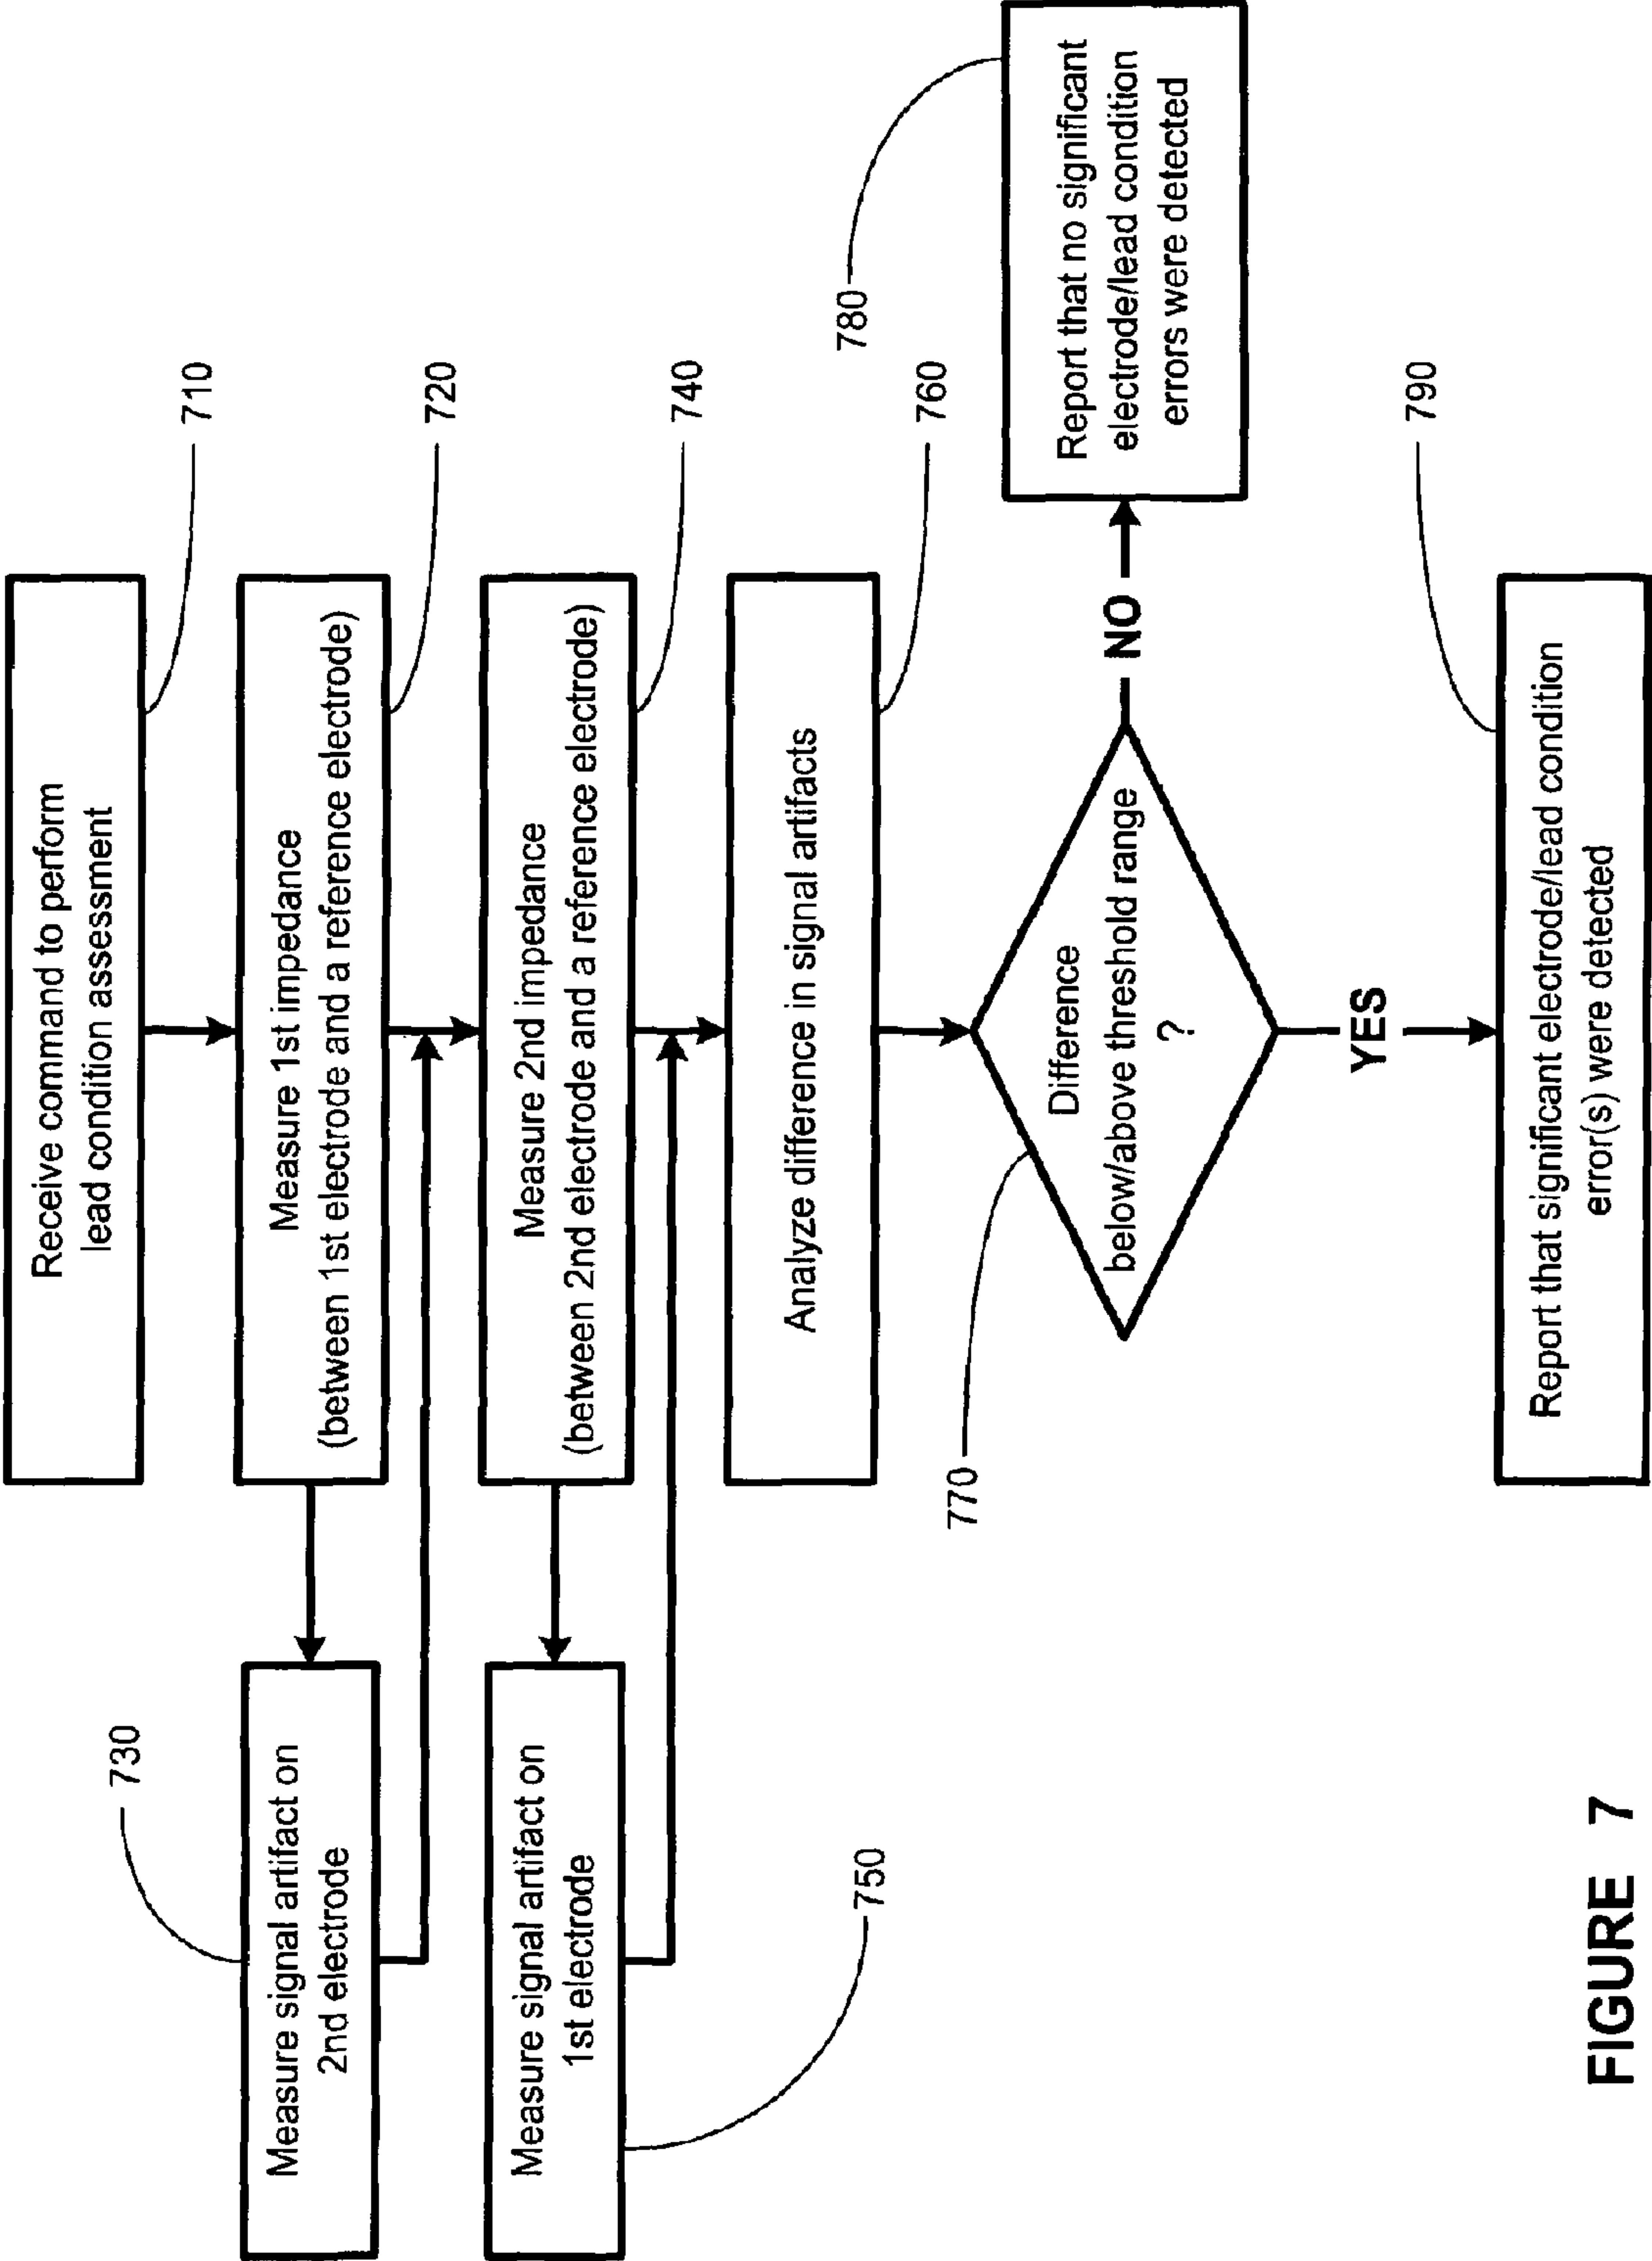 Receive command to perform
lead condition assessment
710
Measure 1st impedance
(between 1st electrode and a reference electrode)
720
730
Measure signal artifact on
2nd electrode
Measure 2nd impedance
(between 2nd electrode and a reference electrode)
740
Measure signal artifact on
1st electrode
750
Analyze difference in signal artifacts
760
770
Difference
below/above threshold range
?
NO
780
Report that no significant
electrode/lead condition
errors were detected
YES
790
Report that significant electrode/lead condition
error(s) were detected
FIGURE 7